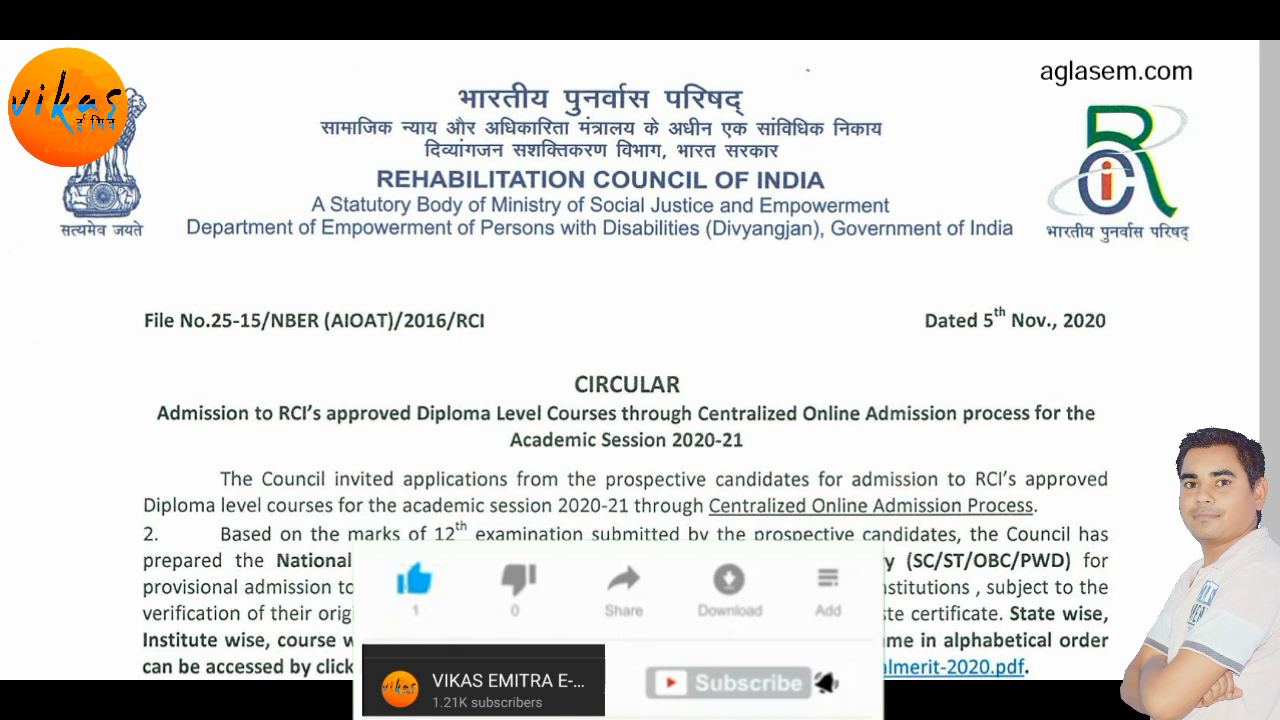 vikas
ई मित्र
e-mitra
aglasem.com
भारतीय पुनर्वास परिषद्
सामाजिक न्याय और अधिकारिता मंत्रालय के अधीन एक सांविधिक निकाय
दिव्यांगजन सशक्तिकरण विभाग, भारत सरकार
REHABILITATION COUNCIL OF INDIA
A Statutory Body of Ministry of Social Justice and Empowerment
Department of Empowerment of Persons with Disabilities (Divyangjan), Government of India
सत्यमेव जयते
RCi
भारतीय पुनर्वास परिषद्
File No.25-15/NBER (AIOAT)/2016/RCI
Dated 5th Nov., 2020
CIRCULAR
Admission to RCI's approved Diploma Level Courses through Centralized Online Admission process for the
Academic Session 2020-21
The Council invited applications from the prospective candidates for admission to RCI's approved
Diploma level courses for the academic session 2020-21 through Centralized Online Admission Process.
2. Based on the marks of 12th examination submitted by the prospective candidates, the Council has
prepared the National y (SC/ST/OBC/PWD) for
provisional admission to nstitutions , subject to the
verification of their orig te certificate. State wise,
Institute wise, course w me in alphabetical order
can be accessed by click almerit-2020.pdf.
1
0
Share
Download
Add
vikas
VIKAS EMITRA E-...
1.21K subscribers
Subscribe